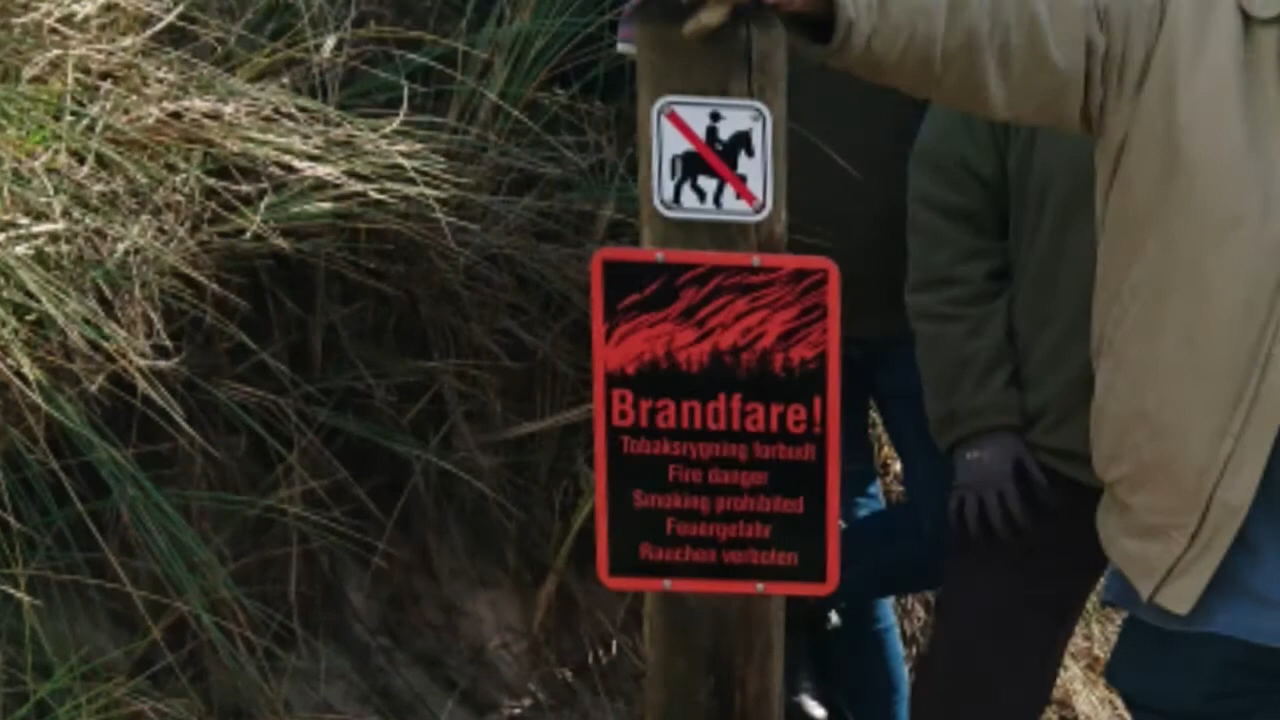 Brandfare!
Tobaksrygning forbudt
Fire danger
Smoking prohibited
Feuergefahr
Rauchen verboten